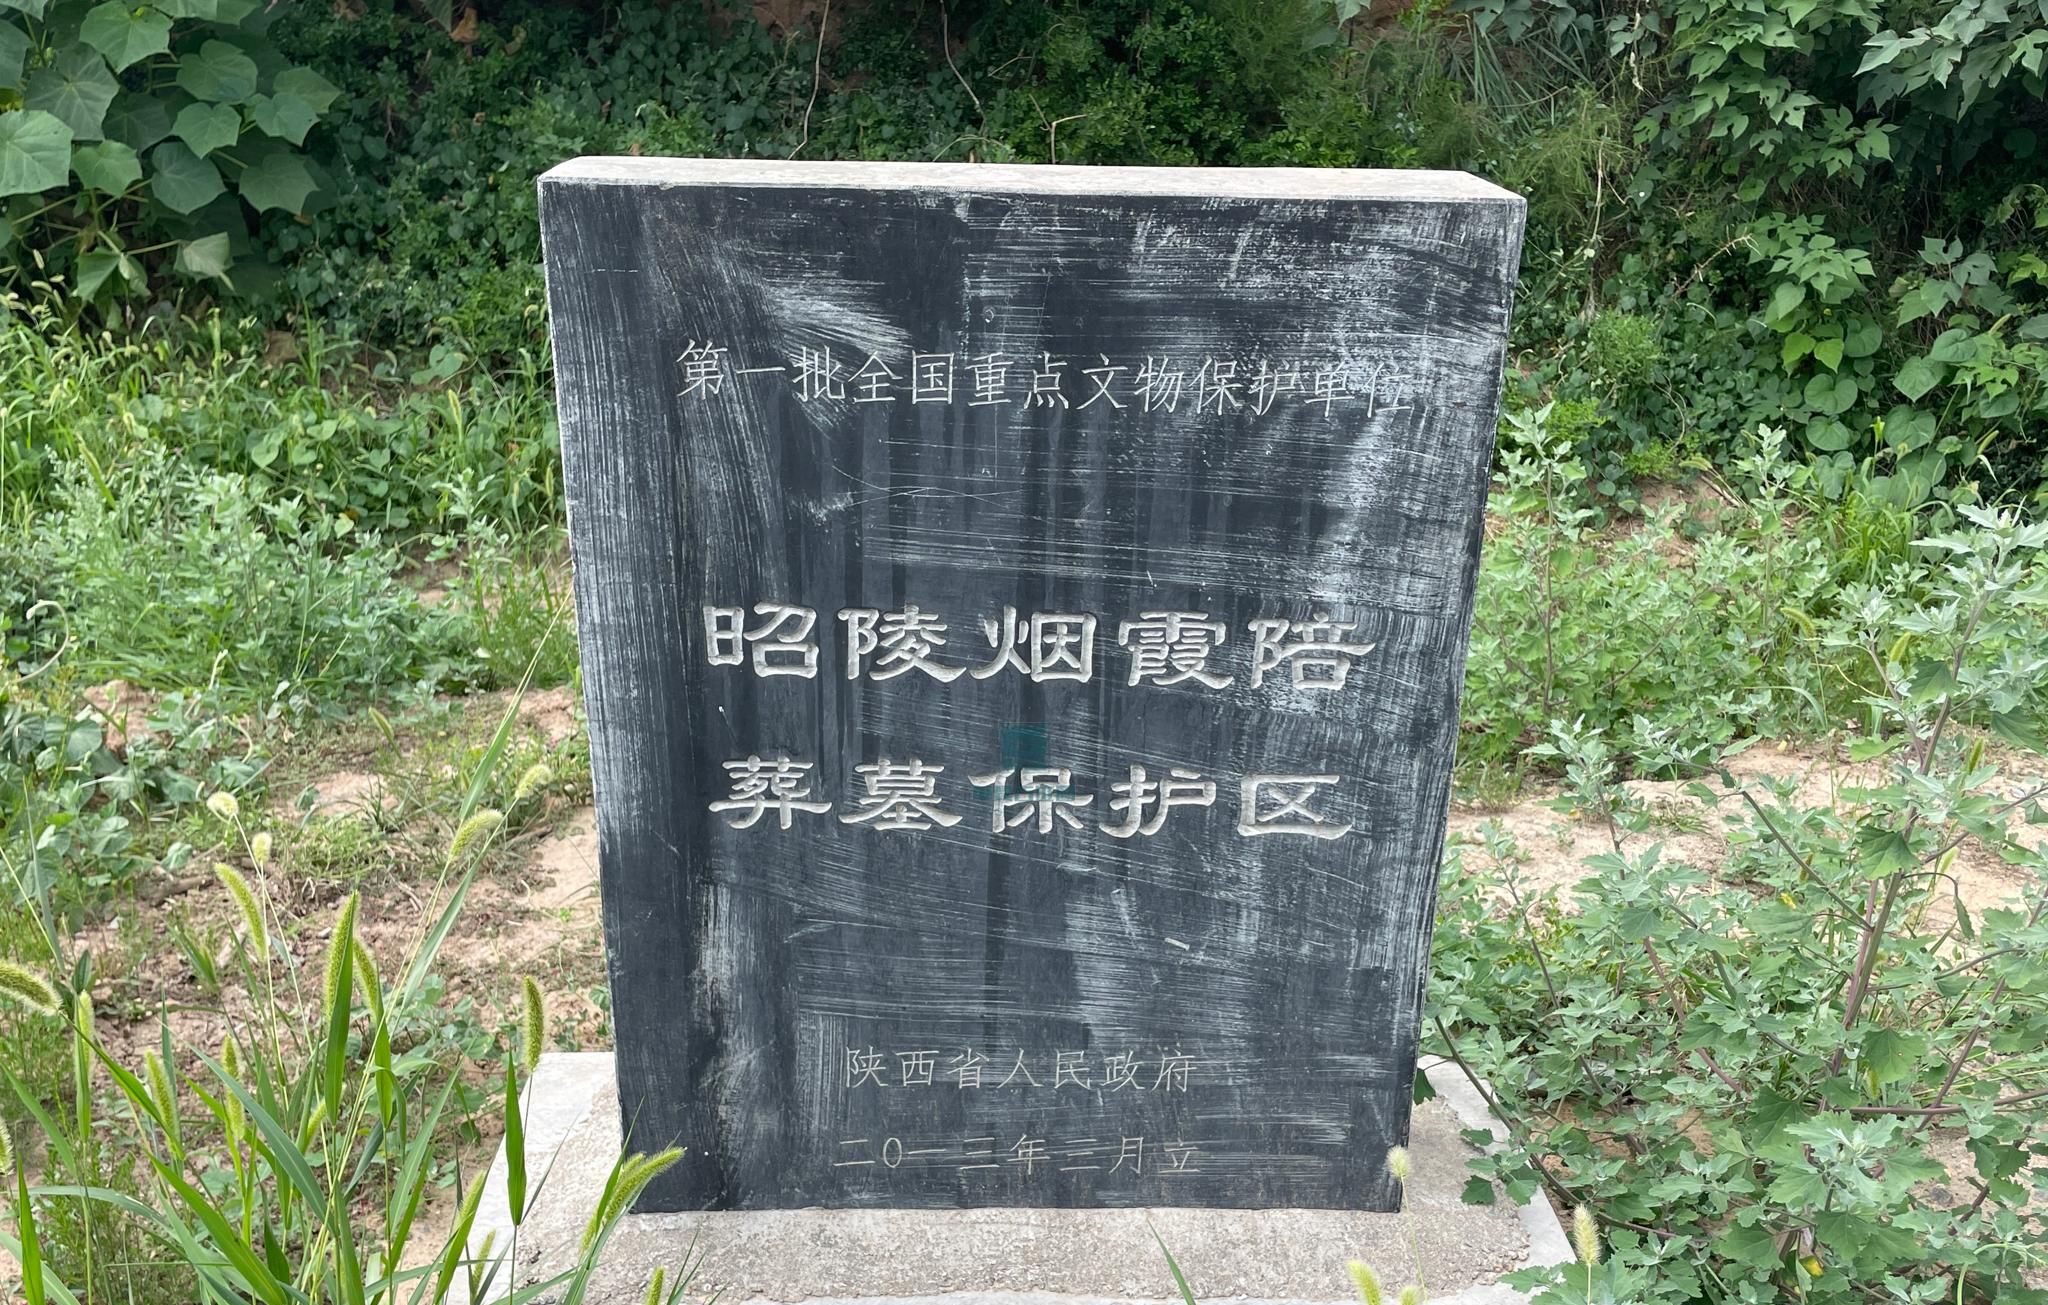 第一批全国重点文物保护单位
昭陵烟霞陪
葬墓保护区
陕西省人民政府
二〇一三年三月立